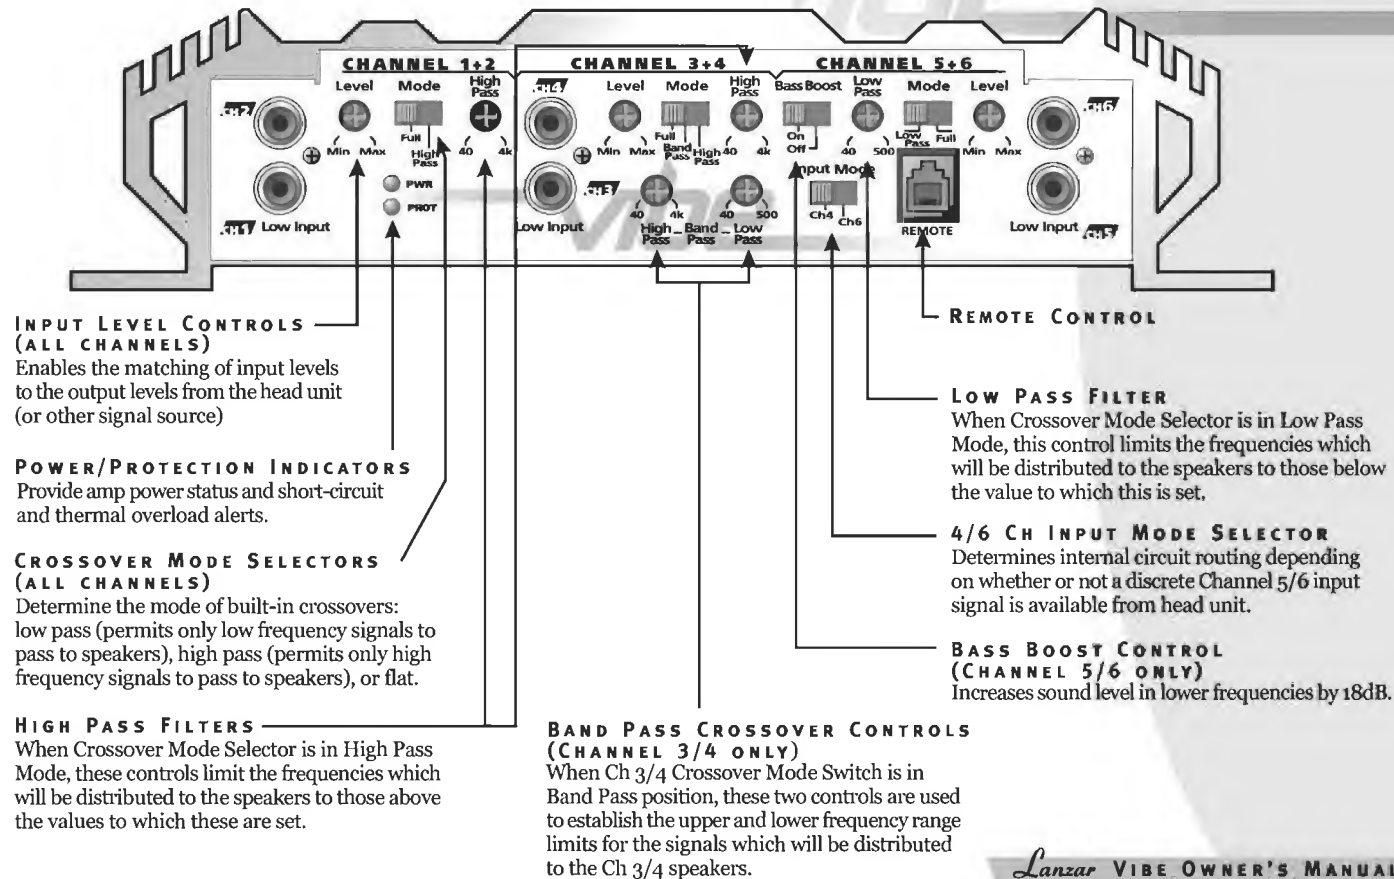 CHANNEL 1+2
CHANNEL 3+4
CHANNEL 5+6
CH2
Level
Mode
High Pass
CH4
Level
Mode
High Pass
Bass Boost
Low Pass
Mode
Level
CH6
Min Max
Full
High Pass
40 4k
Min Max
Full
Band Pass
High Pass
40 4k
On
Off
40 500
Low Pass
Full
Min Max
PWR
PROT
CH3
Input Mode
Ch4
Ch6
CH1
Low Input
Low Input
40 4k
40 500
High Pass – Band Pass – Low Pass
REMOTE
Low Input
CH5
vibe
INPUT LEVEL CONTROLS
(ALL CHANNELS)
Enables the matching of input levels
to the output levels from the head unit
(or other signal source)
POWER/PROTECTION INDICATORS
Provide amp power status and short-circuit
and thermal overload alerts.
CROSSOVER MODE SELECTORS
(ALL CHANNELS)
Determine the mode of built-in crossovers:
low pass (permits only low frequency signals to
pass to speakers), high pass (permits only high
frequency signals to pass to speakers), or flat.
HIGH PASS FILTERS
When Crossover Mode Selector is in High Pass
Mode, these controls limit the frequencies which
will be distributed to the speakers to those above
the values to which these are set.
BAND PASS CROSSOVER CONTROLS
(CHANNEL 3/4 ONLY)
When Ch 3/4 Crossover Mode Switch is in
Band Pass position, these two controls are used
to establish the upper and lower frequency range
limits for the signals which will be distributed
to the Ch 3/4 speakers.
REMOTE CONTROL
LOW PASS FILTER
When Crossover Mode Selector is in Low Pass
Mode, this control limits the frequencies which
will be distributed to the speakers to those below
the value to which this is set.
4/6 CH INPUT MODE SELECTOR
Determines internal circuit routing depending
on whether or not a discrete Channel 5/6 input
signal is available from head unit.
BASS BOOST CONTROL
(CHANNEL 5/6 ONLY)
Increases sound level in lower frequencies by 18dB.
Lanzar VIBE OWNER'S MANUAL